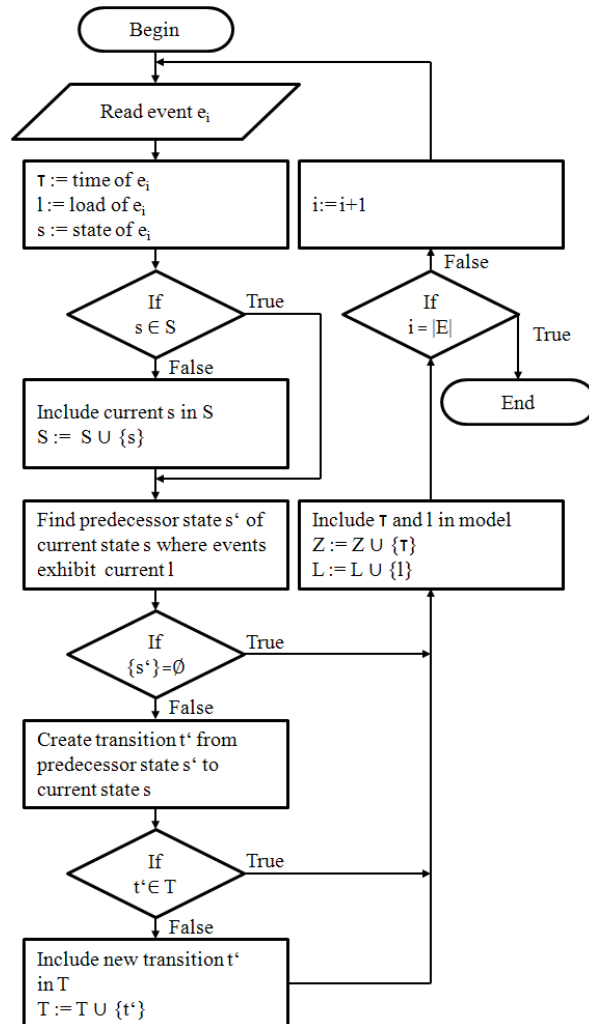 Begin
Read event eᵢ
τ := time of eᵢ
l := load of eᵢ
s := state of eᵢ
If
s ∈ S
True
False
Include current s in S
S := S ∪ {s}
Find predecessor state s‘ of
current state s where events
exhibit current l
If
{s‘}=∅
True
False
Create transition t‘ from
predecessor state s‘ to
current state s
If
t‘∈ T
True
False
Include new transition t‘
in T
T := T ∪ {t‘}
Include τ and l in model
Z := Z ∪ {τ}
L := L ∪ {l}
If
i = |E|
False
True
i:= i+1
End